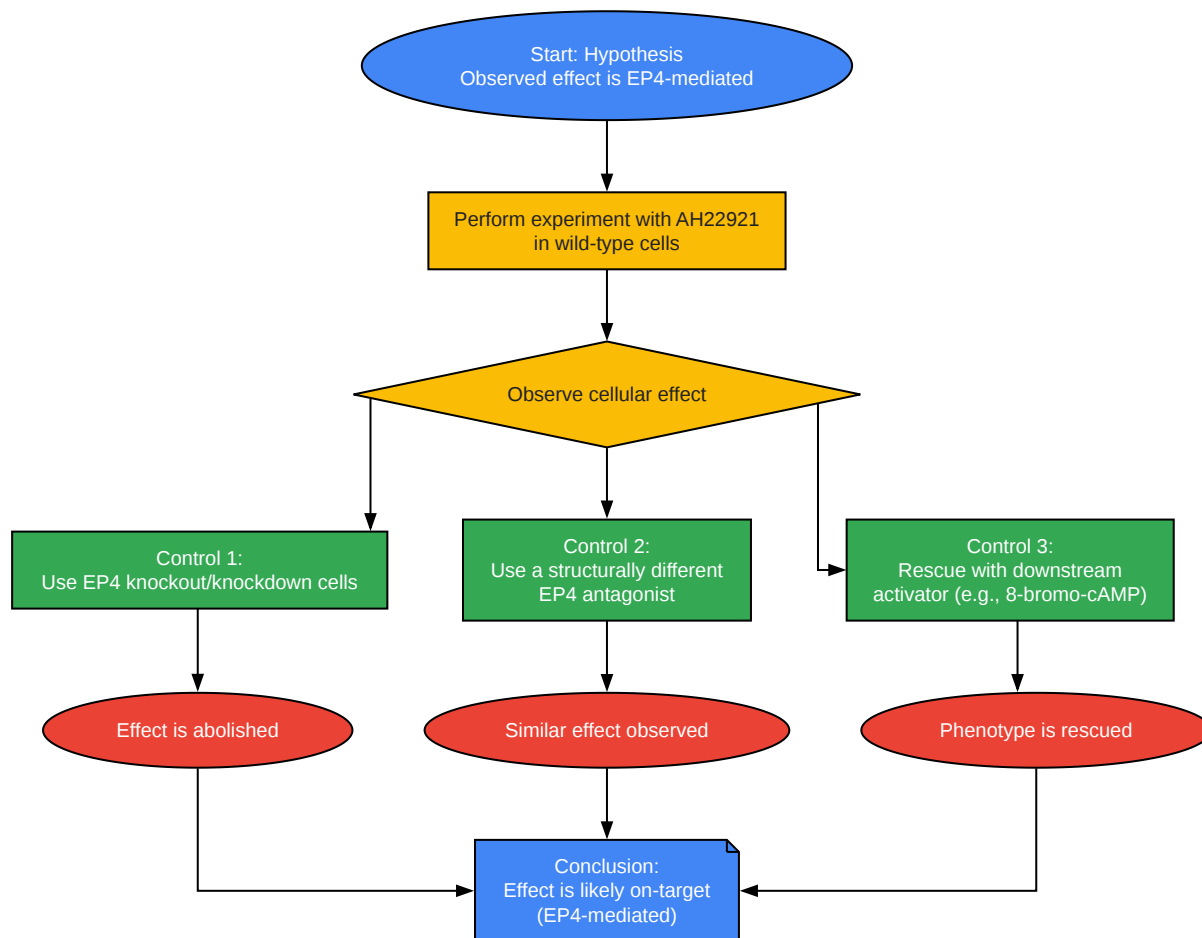 Start: Hypothesis
Observed effect is EP4-mediated
Perform experiment with AH22921
in wild-type cells
Observe cellular effect
Control 1:
Use EP4 knockout/knockdown cells
Control 2:
Use a structurally different
EP4 antagonist
Control 3:
Rescue with downstream
activator (e.g., 8-bromo-cAMP)
Effect is abolished
Similar effect observed
Phenotype is rescued
Conclusion:
Effect is likely on-target
(EP4-mediated)